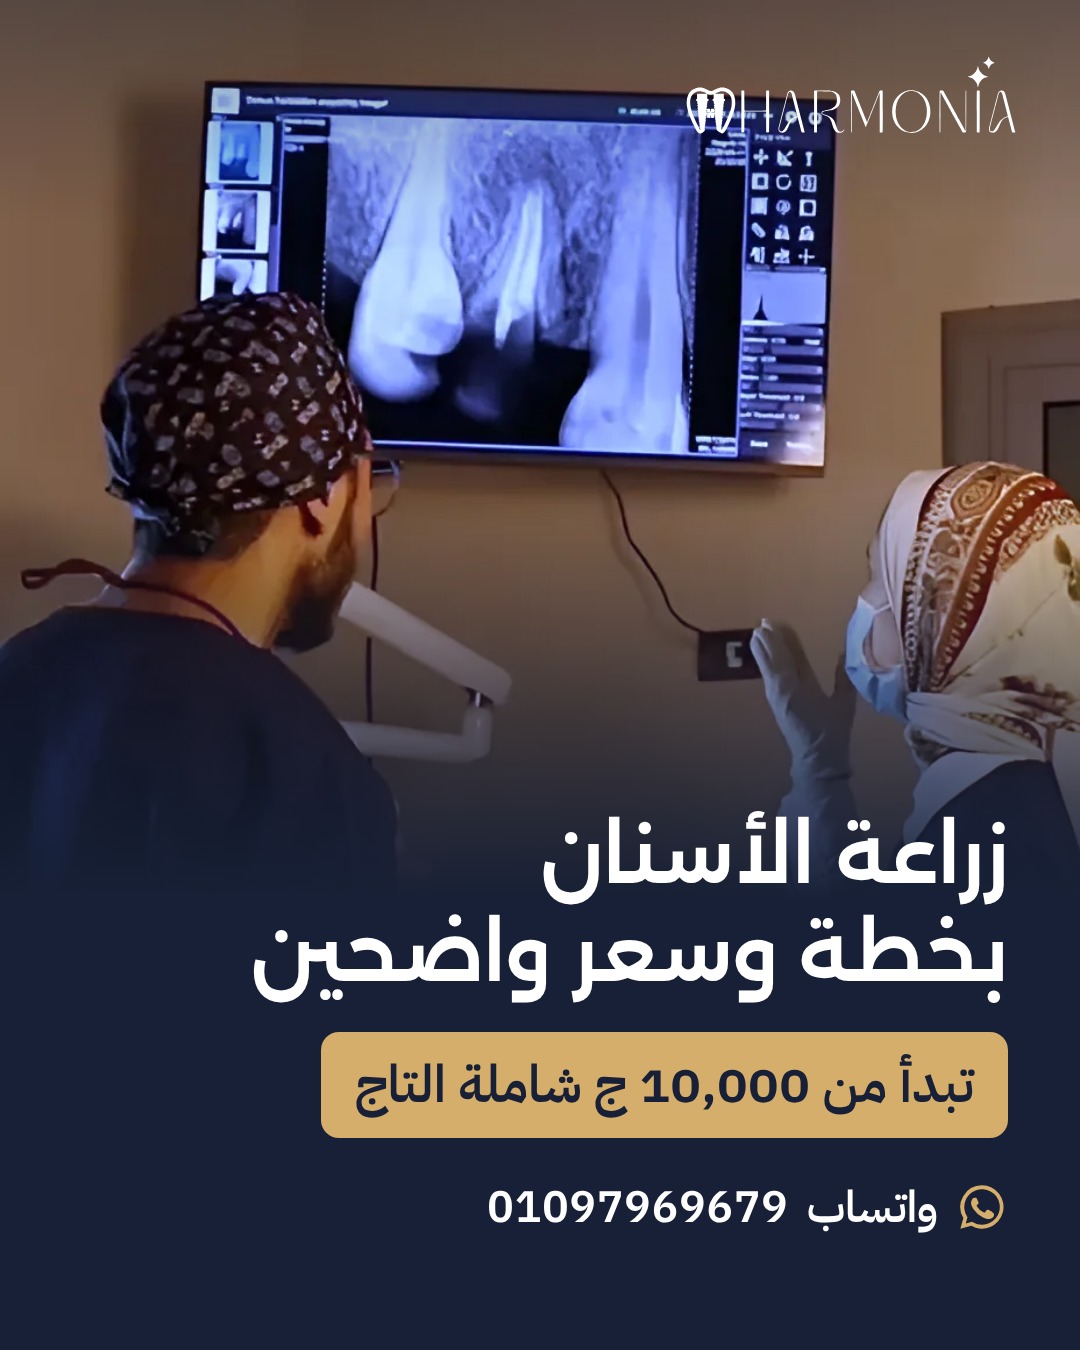 HARMONIA
زراعة الأسنان
بخطة وسعر واضحين
تبدأ من 10,000 ج شاملة التاج
واتساب 01097969679